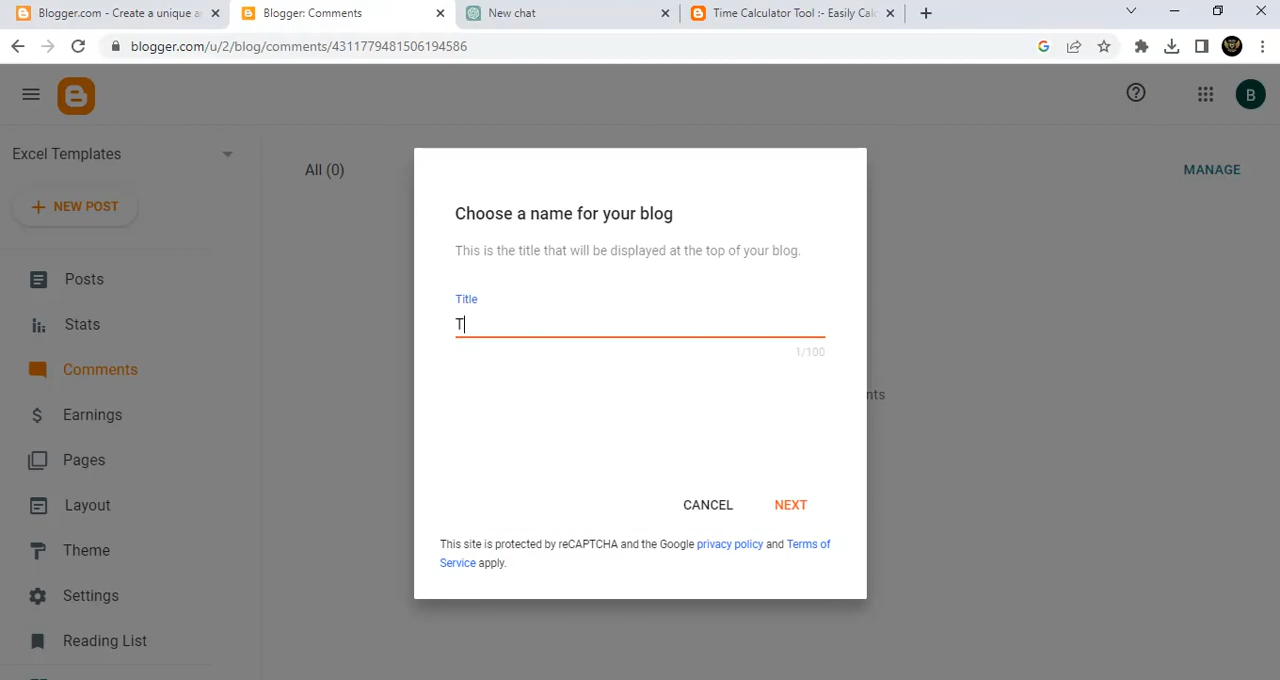 Blogger.com - Create a unique a
Blogger: Comments
New chat
Time Calculator Tool :- Easily Cal
blogger.com/u/2/blog/comments/4311779481506194586
B
Excel Templates
All (0)
MANAGE
NEW POST
Choose a name for your blog
This is the title that will be displayed at the top of your blog.
Posts
Title
Stats
T
1/100
Comments
nts
Earnings
Pages
Layout
CANCEL
NEXT
This site is protected by reCAPTCHA and the Google privacy policy and Terms of
Service apply.
Theme
Settings
Reading List